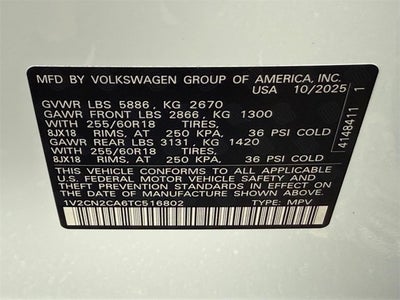 MFD. BY VOLKSWAGEN GROUP OF AMERICA, INC.
USA 10/2025
GVWR LBS 5886, KG 2670
GAWR FRONT LBS 2866, KG 1300
WITH 255/60R18 TIRES,
8JX18 RIMS, AT 250 KPA, 36 PSI COLD
GAWR REAR LBS 3131, KG 1420
WITH 255/60R18 TIRES,
8JX18 RIMS, AT 250 KPA, 36 PSI COLD
THIS VEHICLE CONFORMS TO ALL APPLICABLE
U.S. FEDERAL MOTOR VEHICLE SAFETY, BUMPER,
AND THEFT PREVENTION STANDARDS IN EFFECT ON
THE DATE OF MANUFACTURE SHOWN ABOVE.
1V2CN2CA6TC516802 TYPE: MPV
4148411 1